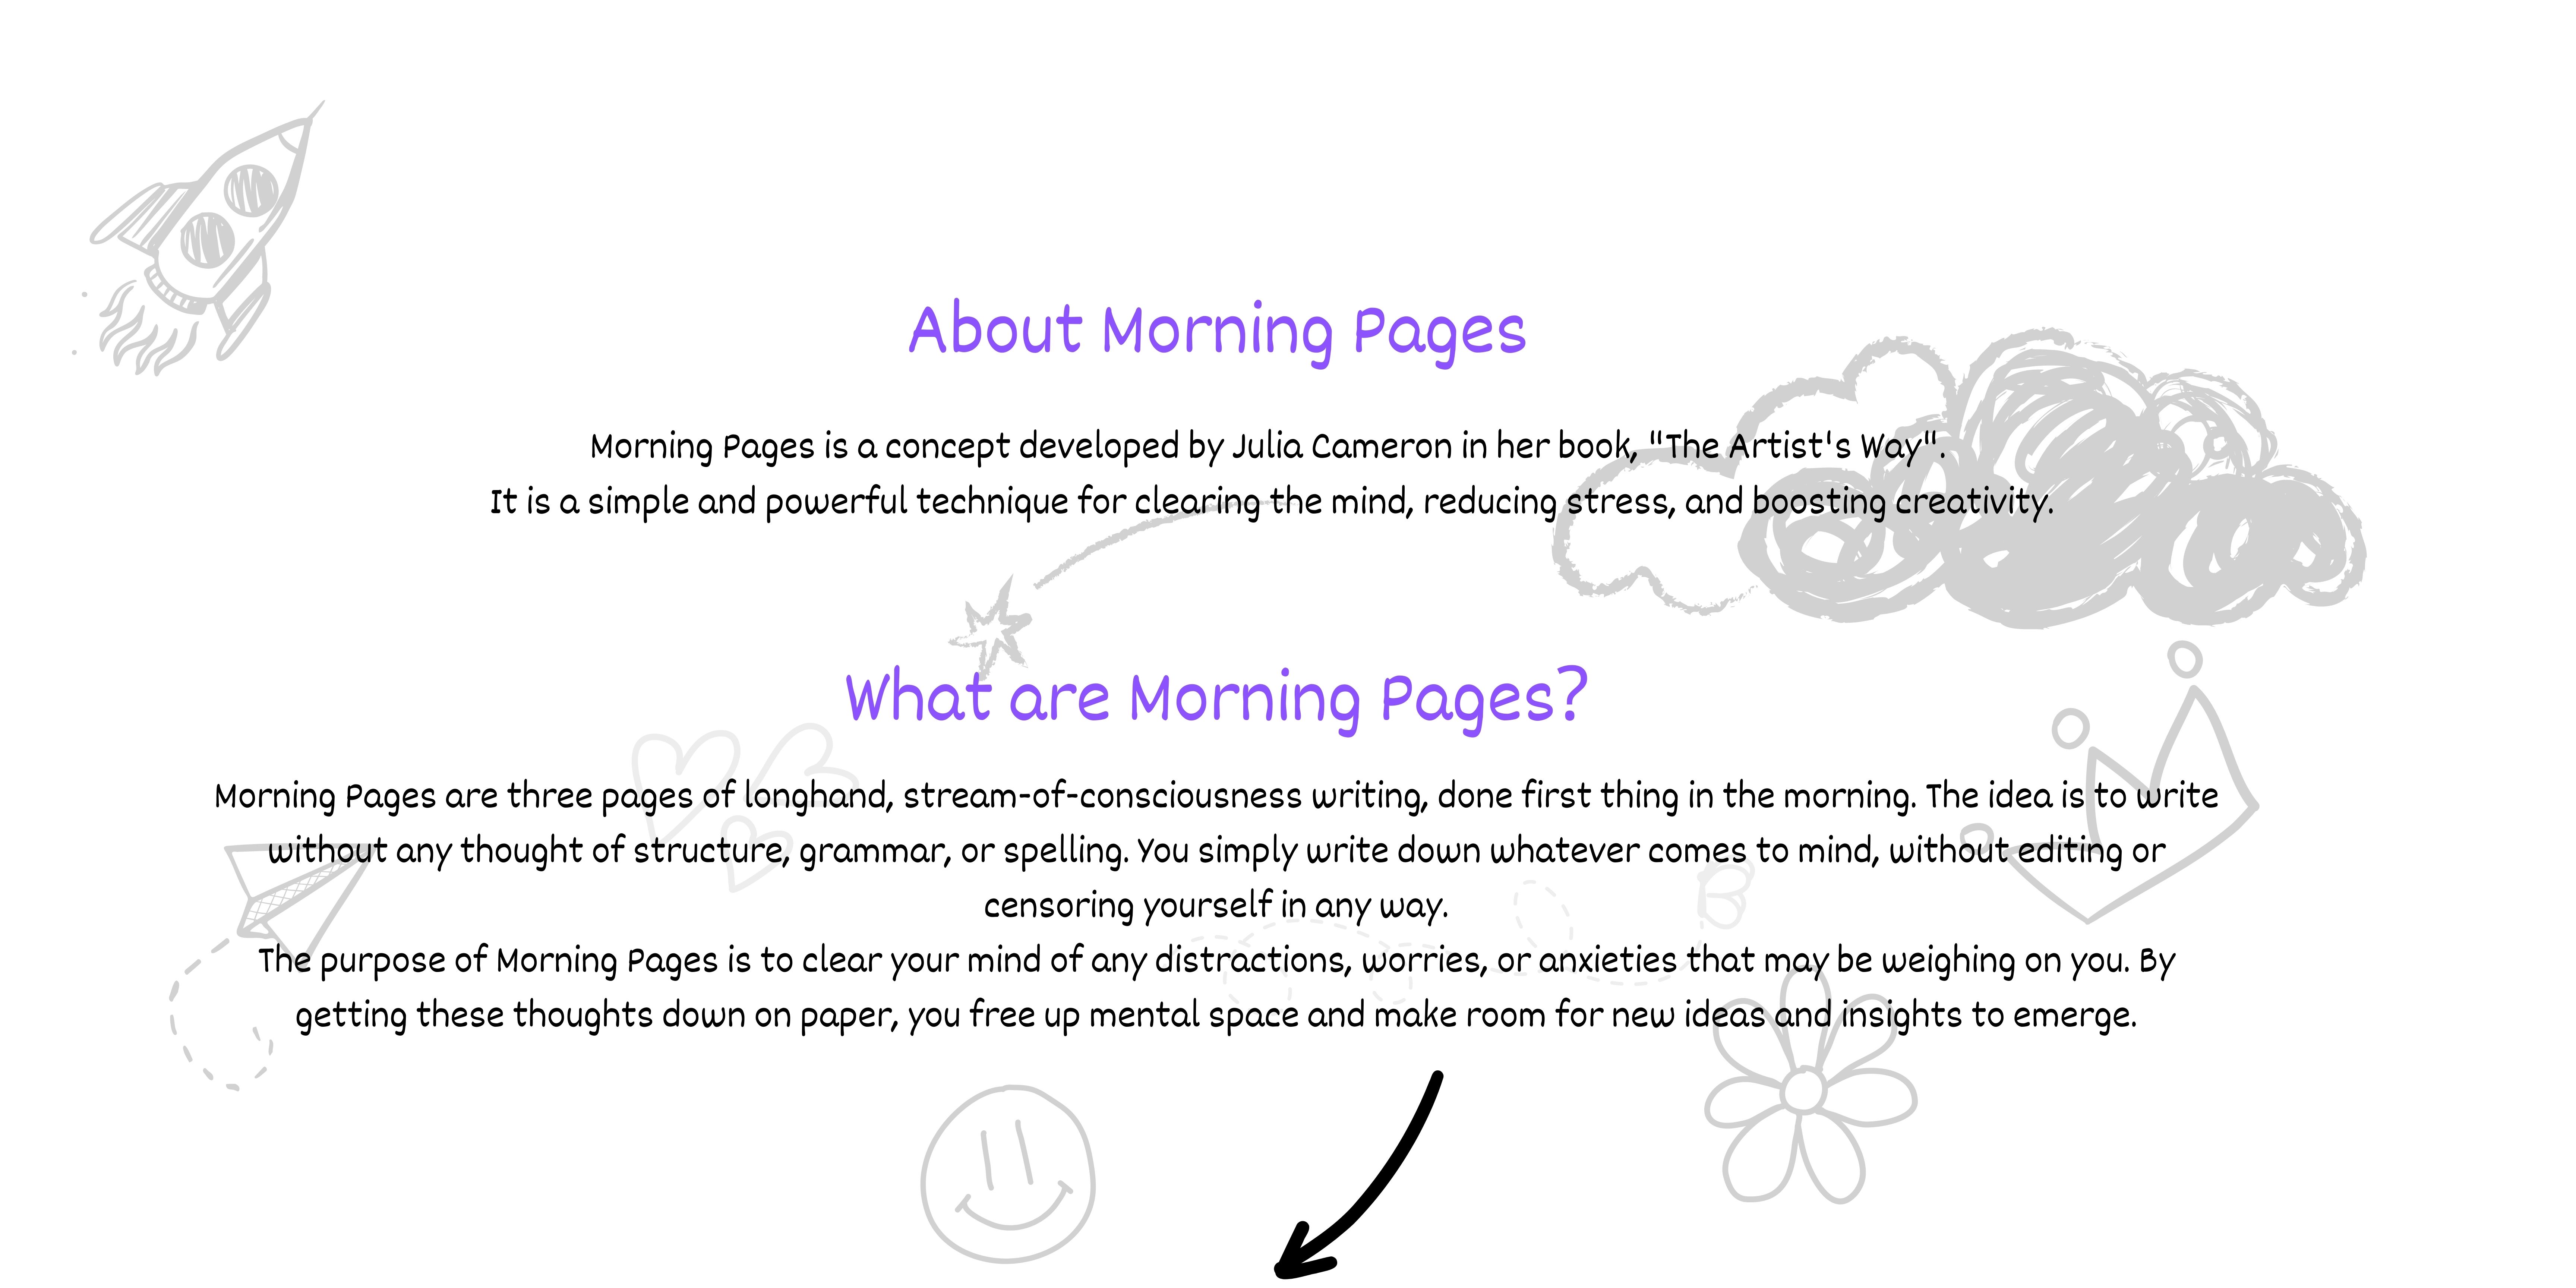 About Morning Pages
Morning Pages is a concept developed by Julia Cameron in her book, "The Artist's Way".
It is a simple and powerful technique for clearing the mind, reducing stress, and boosting creativity.
What are Morning Pages?
Morning Pages are three pages of longhand, stream-of-consciousness writing, done first thing in the morning. The idea is to write
without any thought of structure, grammar, or spelling. You simply write down whatever comes to mind, without editing or
censoring yourself in any way.
The purpose of Morning Pages is to clear your mind of any distractions, worries, or anxieties that may be weighing on you. By
getting these thoughts down on paper, you free up mental space and make room for new ideas and insights to emerge.